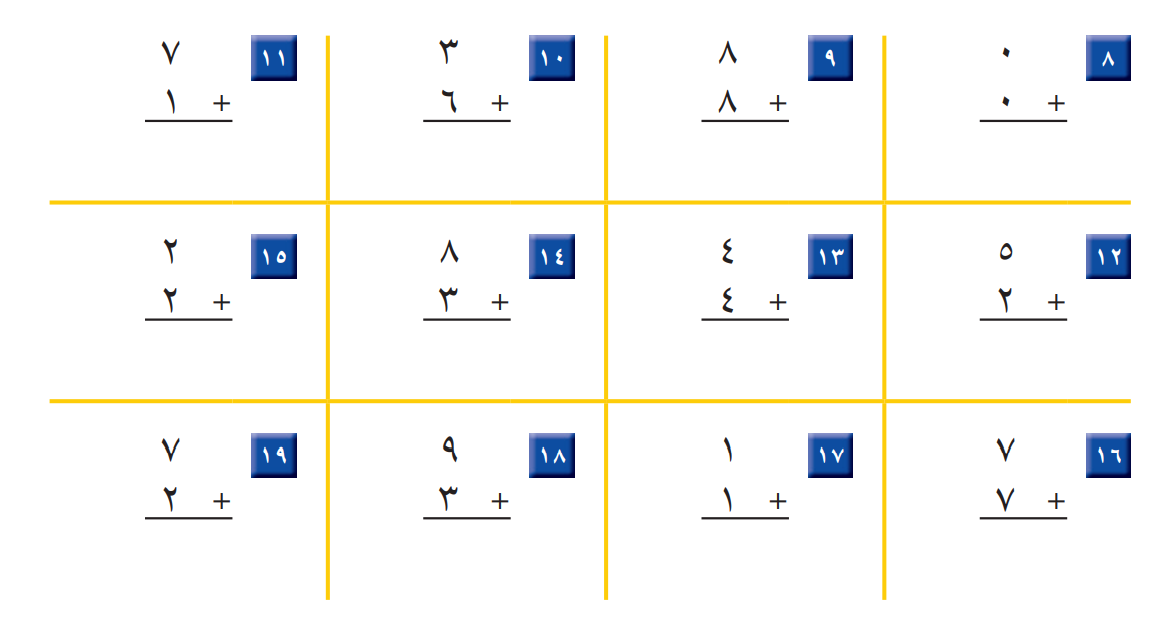 ٨ ٠ ٩ ٨ ١٠ ٣ ١١ ٧
+ ٠ + ٨ + ٦ + ١
١٢ ٥ ١٣ ٤ ١٤ ٨ ١٥ ٢
+ ٢ + ٤ + ٣ + ٢
١٦ ٧ ١٧ ١ ١٨ ٩ ١٩ ٧
+ ٧ + ١ + ٣ + ٢